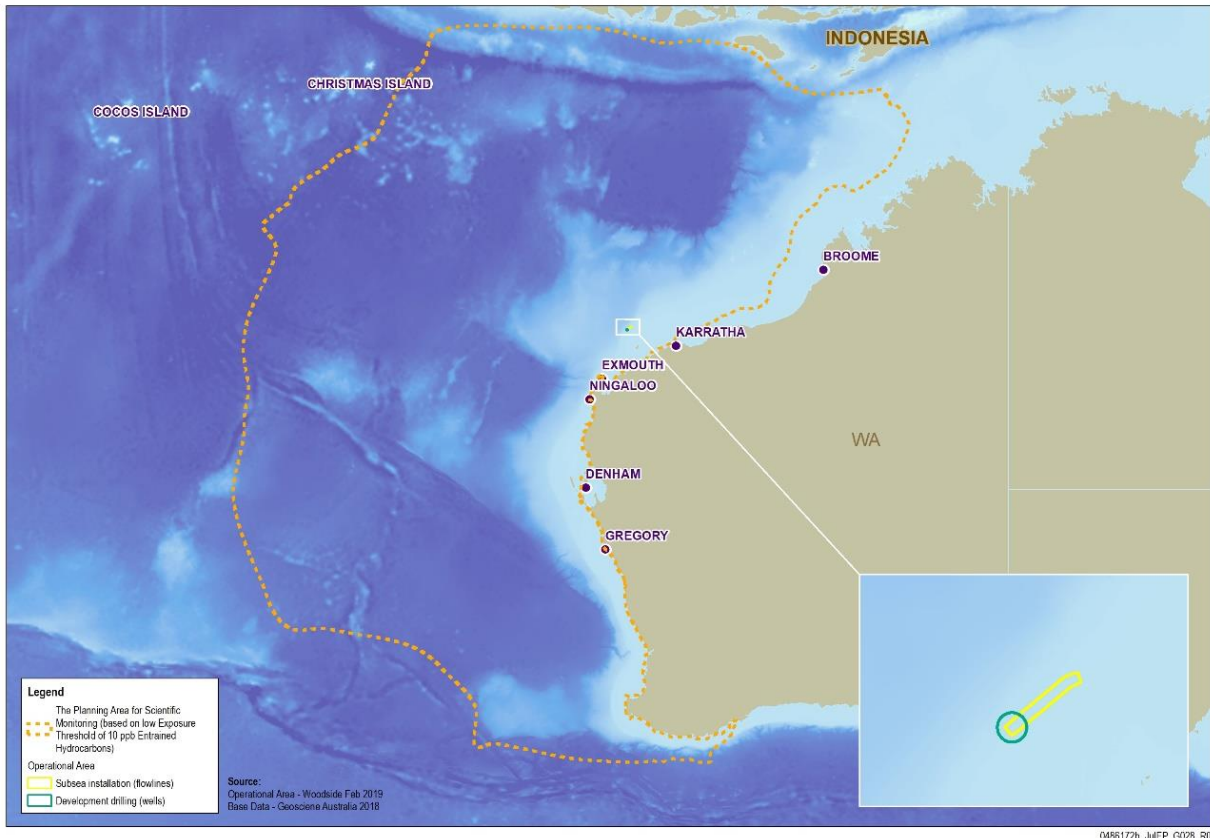 INDONESIA
CHRISTMAS ISLAND
COCOS ISLAND
BROOME
KARRATHA
EXMOUTH
NINGALOO
WA
DENHAM
GREGORY
Legend
The Planning Area for Scientific
Monitoring (based on low Exposure
Threshold of 10 ppb Entrained
Hydrocarbons)
Operational Area
Subsea installation (flowlines)
Development drilling (wells)
Source:
Operational Area - Woodside Feb 2019
Base Data - Geosciene Australia 2018
0486172h_JulEP_G028_R0